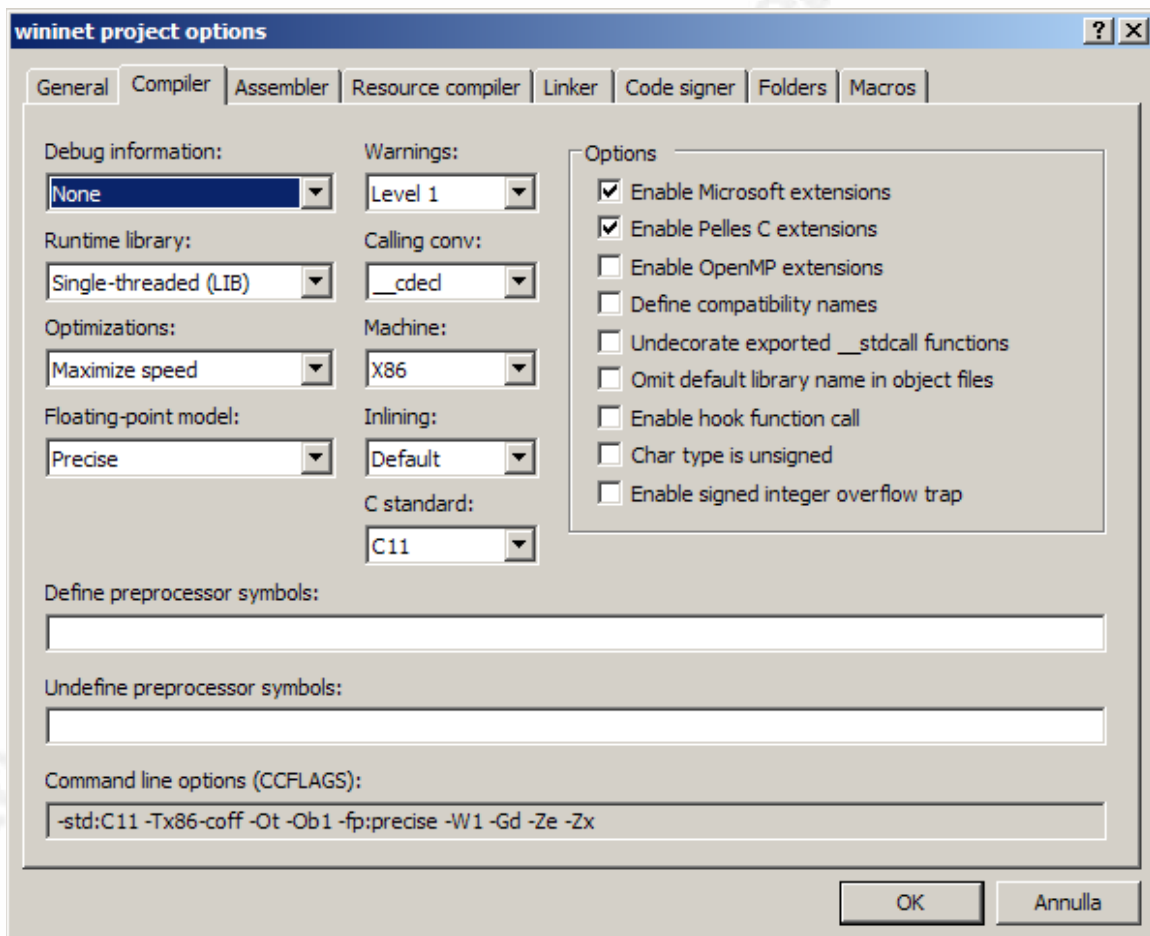 wininet project options
General Compiler Assembler Resource compiler Linker Code signer Folders Macros
Debug information:
None
Runtime library:
Single-threaded (LIB)
Optimizations:
Maximize speed
Floating-point model:
Precise
Warnings:
Level 1
Calling conv:
__cdecl
Machine:
X86
Inlining:
Default
C standard:
C11
Options
Enable Microsoft extensions
Enable Pelles C extensions
Enable OpenMP extensions
Define compatibility names
Undecorate exported __stdcall functions
Omit default library name in object files
Enable hook function call
Char type is unsigned
Enable signed integer overflow trap
Define preprocessor symbols:
Undefine preprocessor symbols:
Command line options (CCFLAGS):
-std:C11 -Tx86-coff -Ot -Ob1 -fp:precise -W1 -Gd -Ze -Zx
OK Annulla